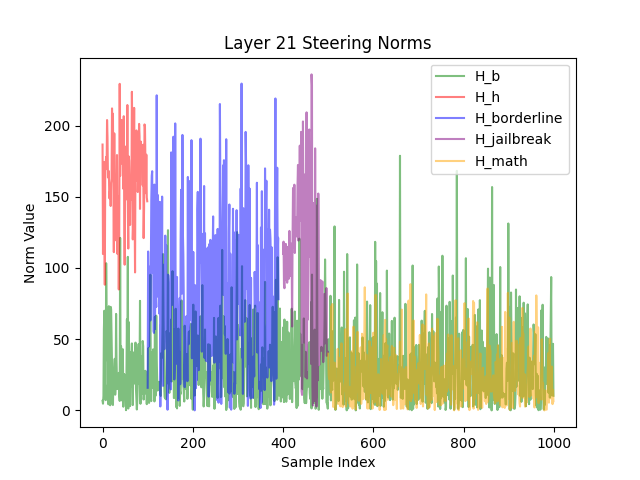 Layer 21 Steering Norms
H_b
H_h
H_borderline
H_jailbreak
H_math
Norm Value
200
150
100
50
0
0
200
400
600
800
1000
Sample Index